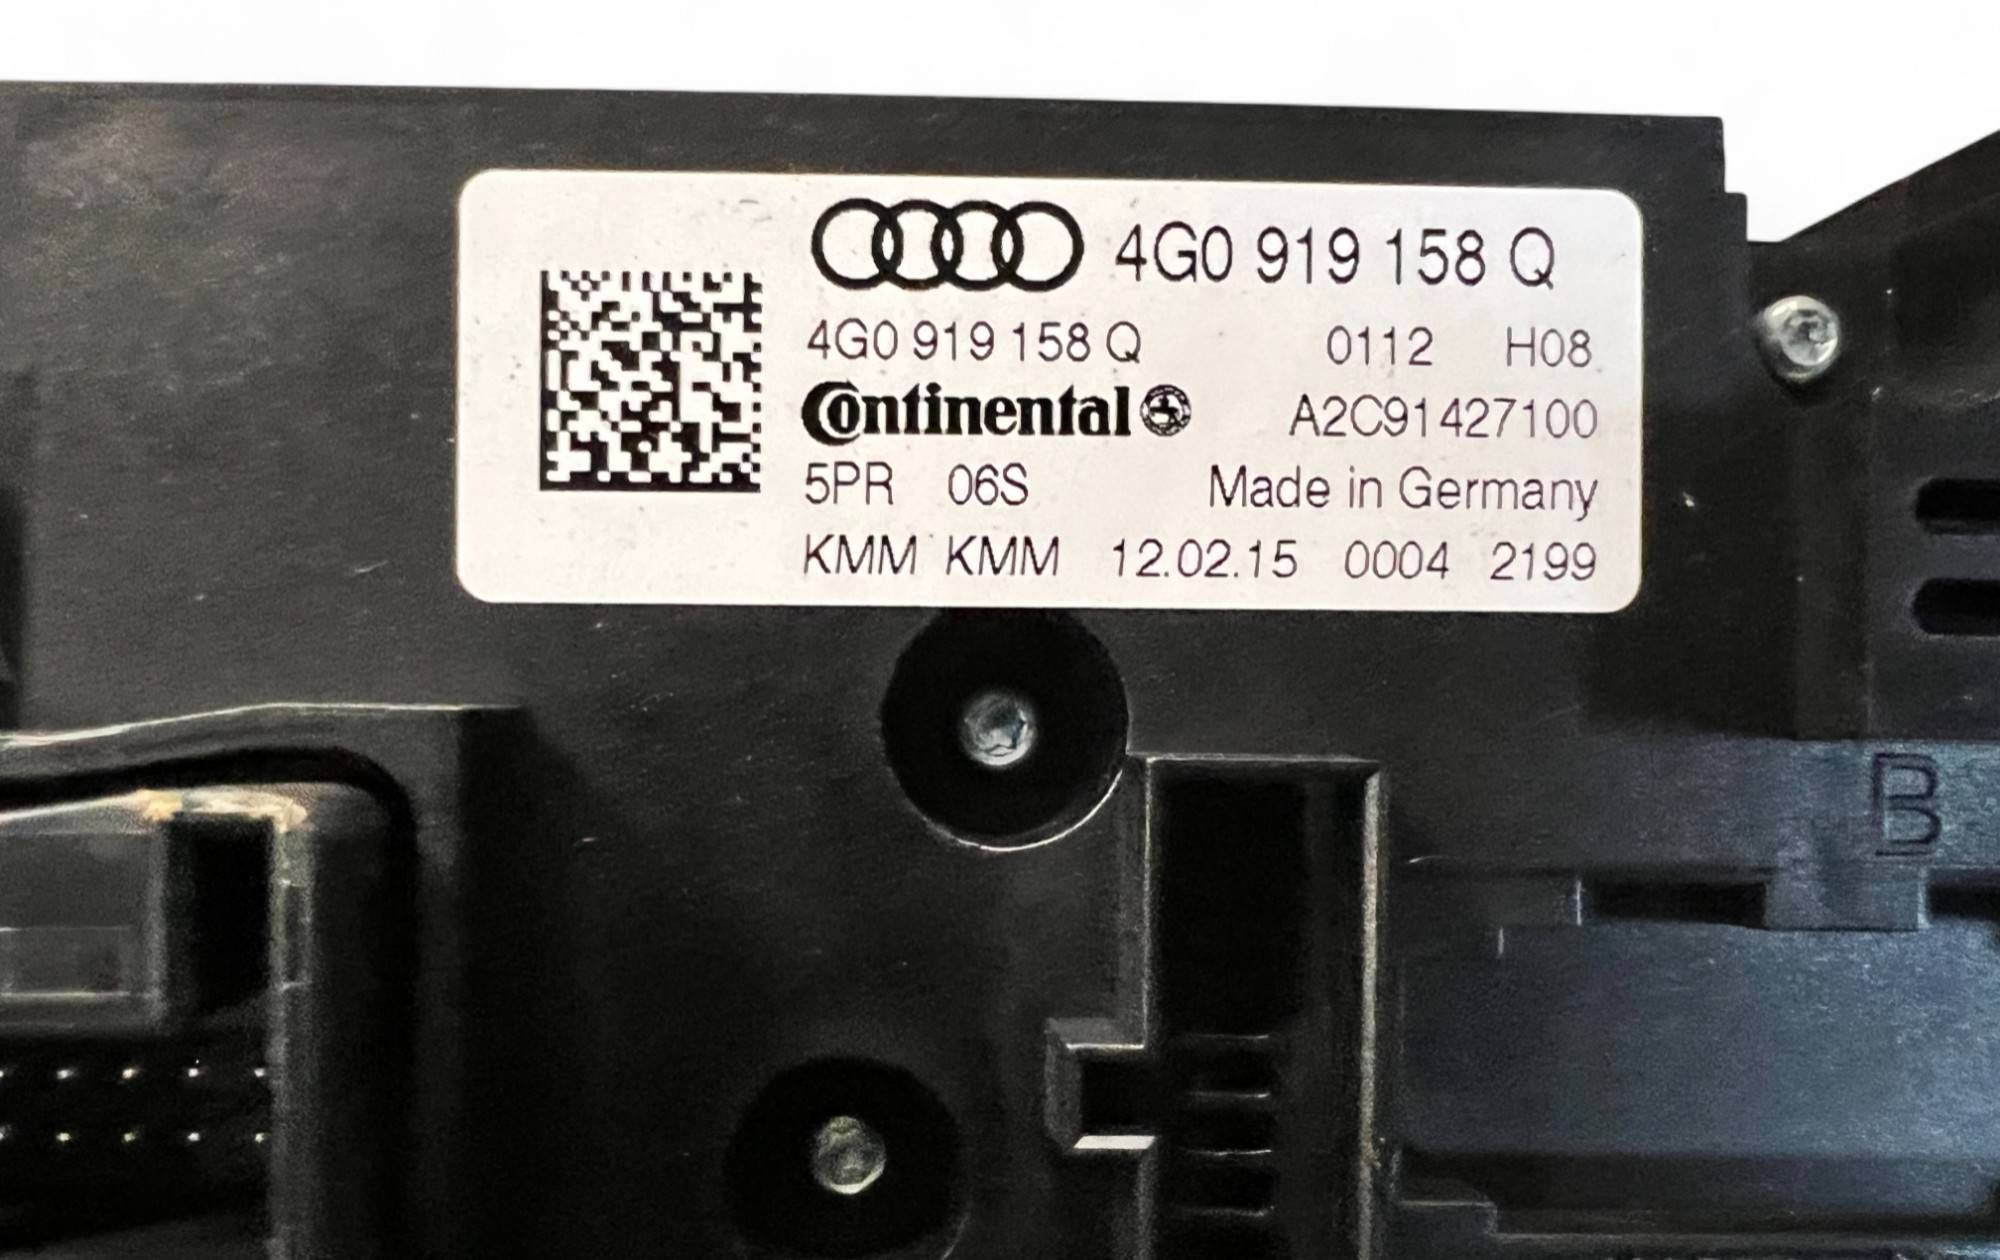 4G0 919 158 Q
4G0 919 158 Q 0112 H08
Continental A2C91427100
5PR 06S Made in Germany
KMM KMM 12.02.15 0004 2199
B